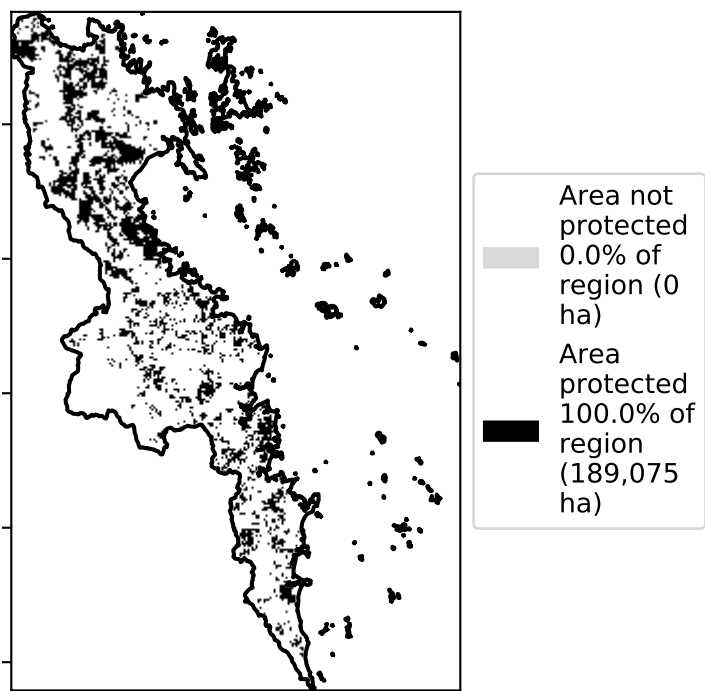 Area not
protected
0.0% of
region (0
ha)
Area
protected
100.0% of
region
(189,075
ha)